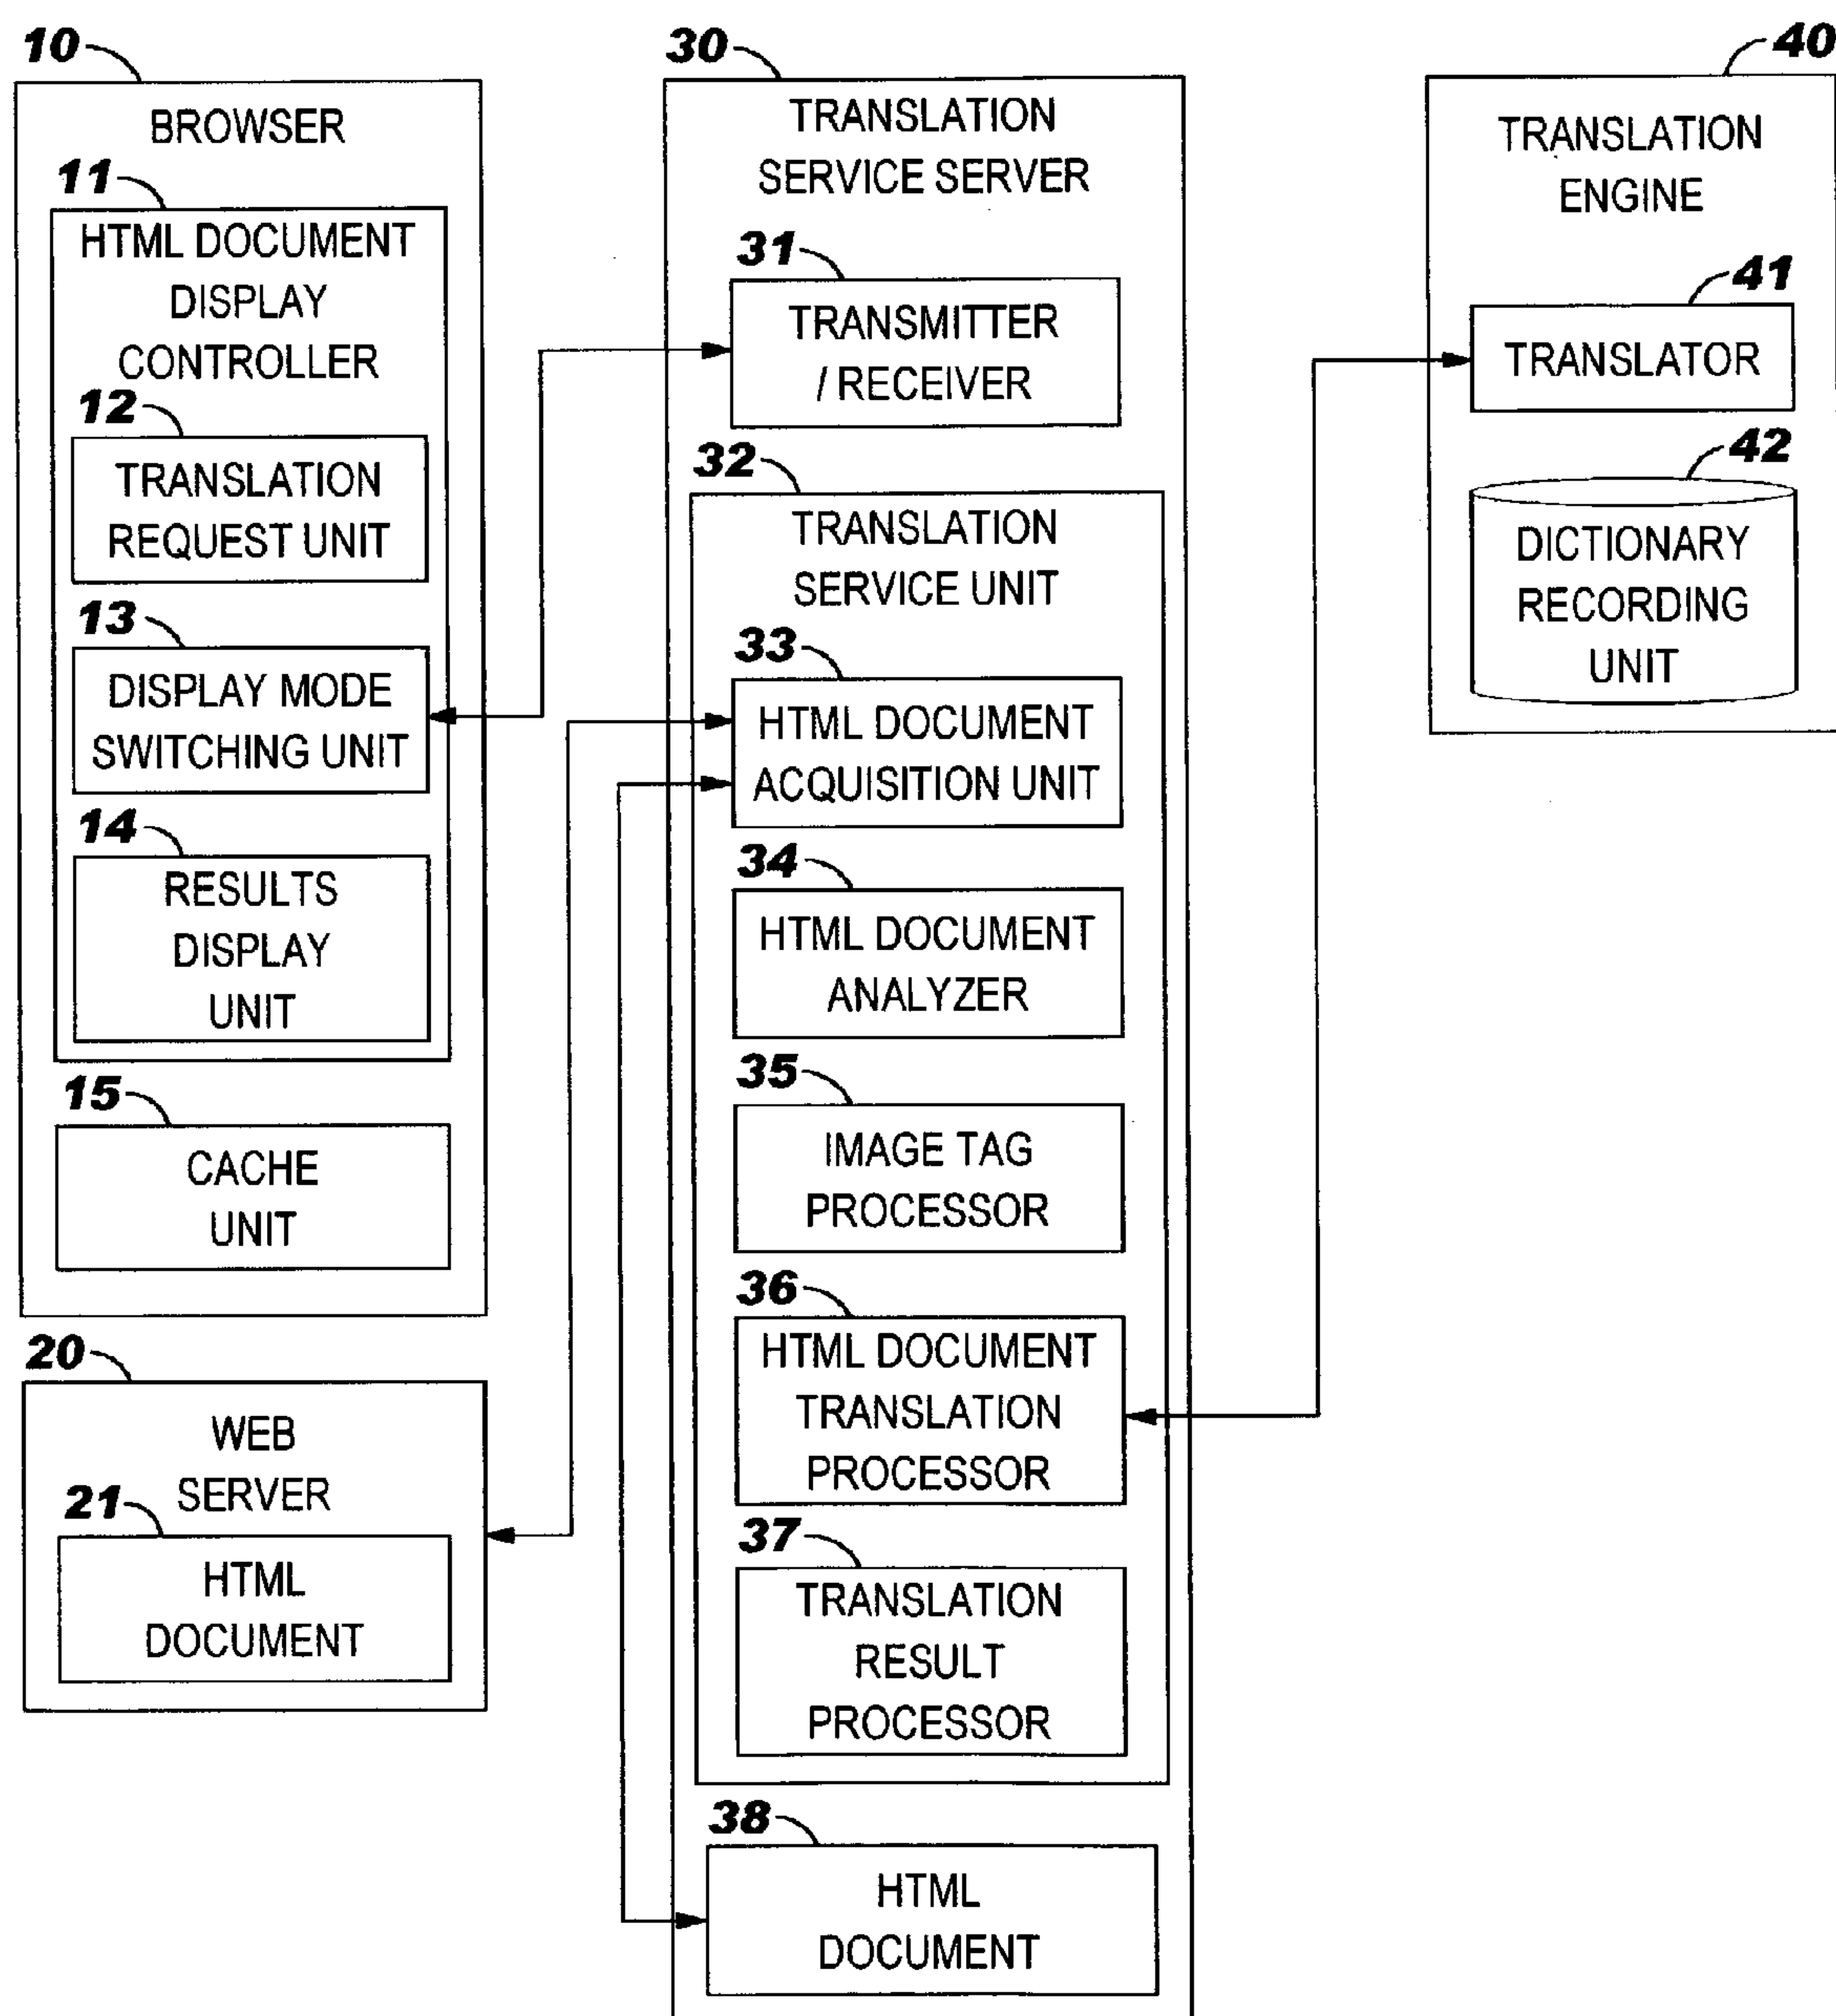 10
BROWSER
11
HTML DOCUMENT
DISPLAY
CONTROLLER
12
TRANSLATION
REQUEST UNIT
13
DISPLAY MODE
SWITCHING UNIT
14
RESULTS
DISPLAY
UNIT
15
CACHE
UNIT
20
WEB
SERVER
21
HTML
DOCUMENT
30
TRANSLATION
SERVICE SERVER
31
TRANSMITTER
/ RECEIVER
32
TRANSLATION
SERVICE UNIT
33
HTML DOCUMENT
ACQUISITION UNIT
34
HTML DOCUMENT
ANALYZER
35
IMAGE TAG
PROCESSOR
36
HTML DOCUMENT
TRANSLATION
PROCESSOR
37
TRANSLATION
RESULT
PROCESSOR
38
HTML
DOCUMENT
40
TRANSLATION
ENGINE
41
TRANSLATOR
42
DICTIONARY
RECORDING
UNIT